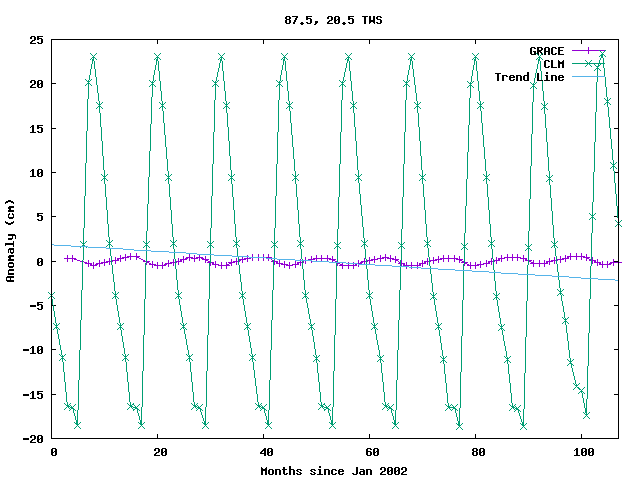 87.5, 20.5 TWS
GRACE
CLM
Trend Line
25
20
15
10
5
0
-5
-10
-15
-20
Anomaly (cm)
0 20 40 60 80 100
Months since Jan 2002